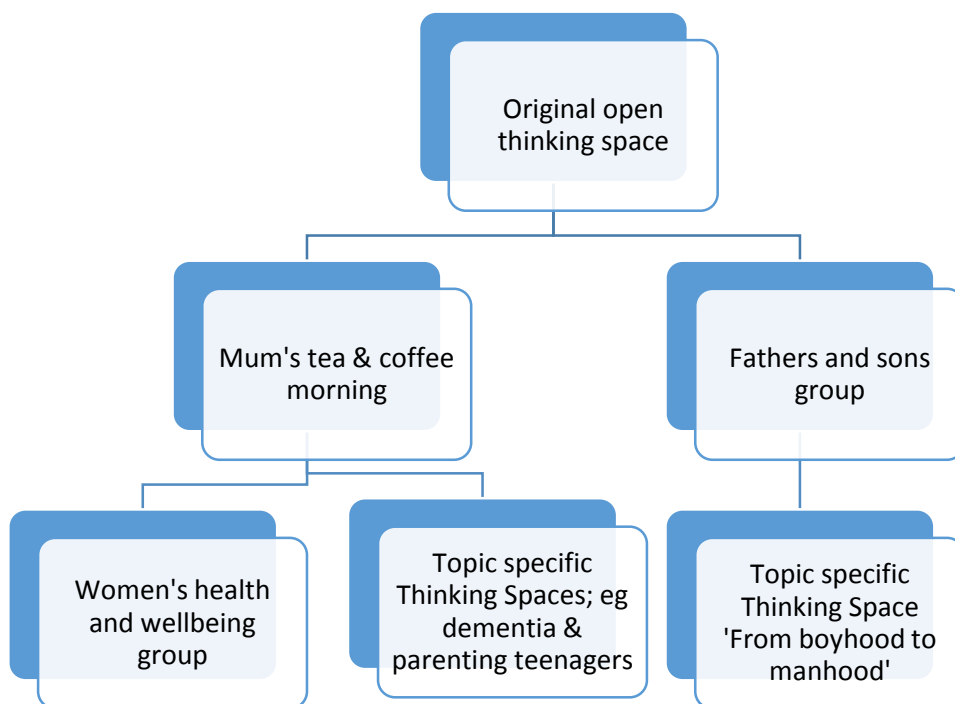 Original open
thinking space
Mum's tea & coffee
morning
Fathers and sons
group
Women's health
and wellbeing
group
Topic specific
Thinking Spaces; eg
dementia &
parenting teenagers
Topic specific
Thinking Space
'From boyhood to
manhood'